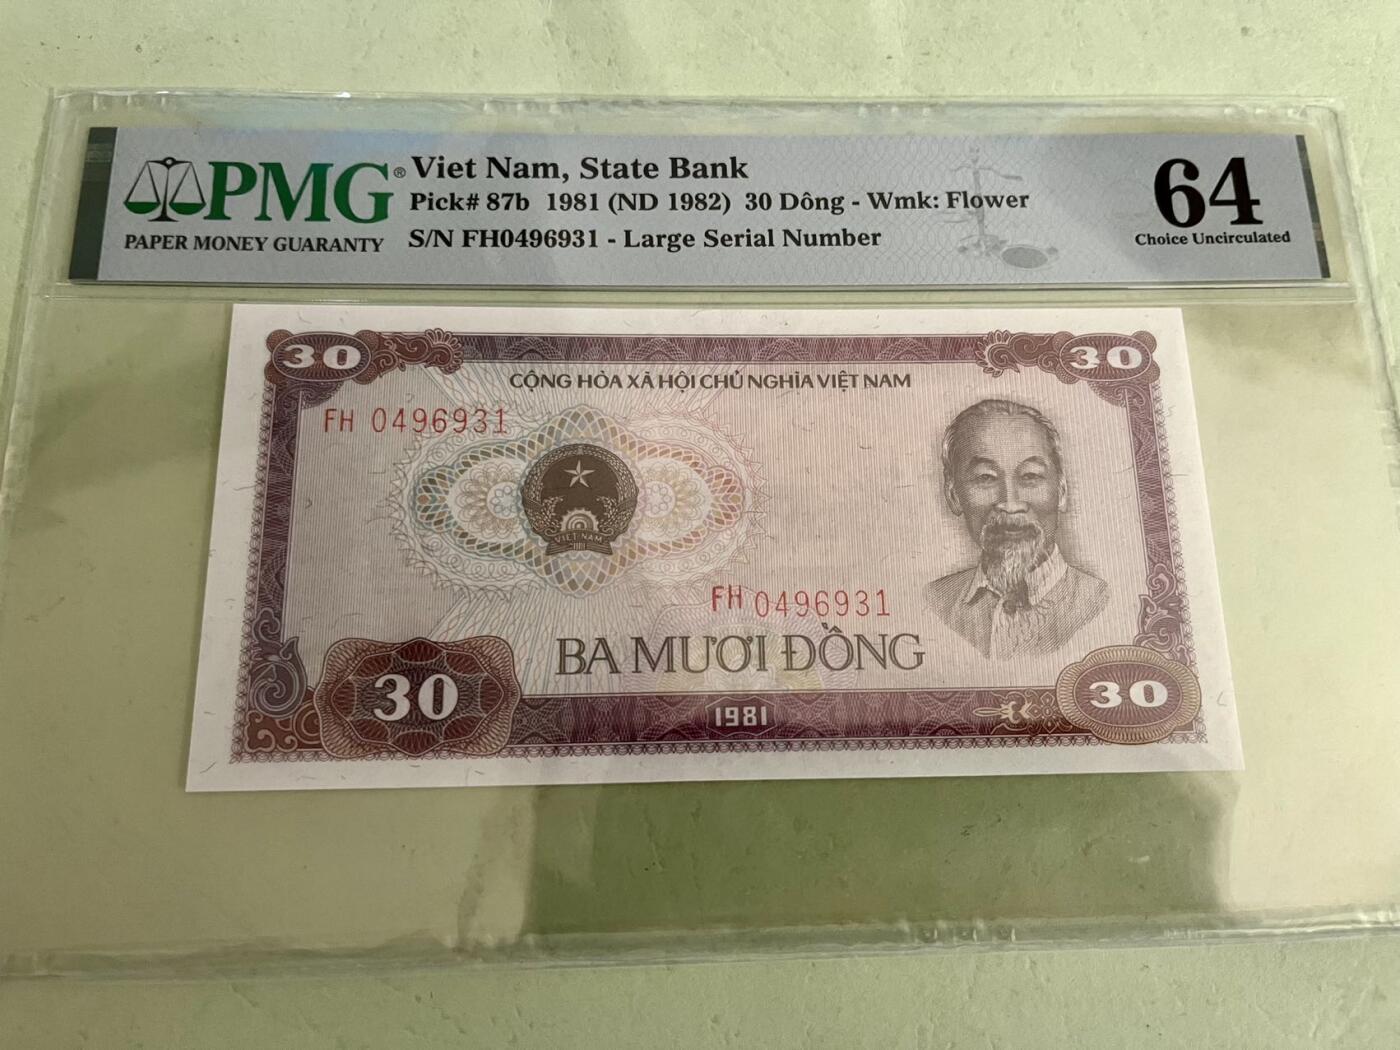 PMG®
PAPER MONEY GUARANTY
Viet Nam, State Bank
Pick# 87b 1981 (ND 1982) 30 Dông - Wmk: Flower
S/N FH0496931 - Large Serial Number
64
Choice Uncirculated
30
30
CỘNG HÒA XÃ HỘI CHỦ NGHĨA VIỆT NAM
FH 0496931
VIỆT NAM
FH 0496931
BA MƯƠI ĐỒNG
30
1981
30